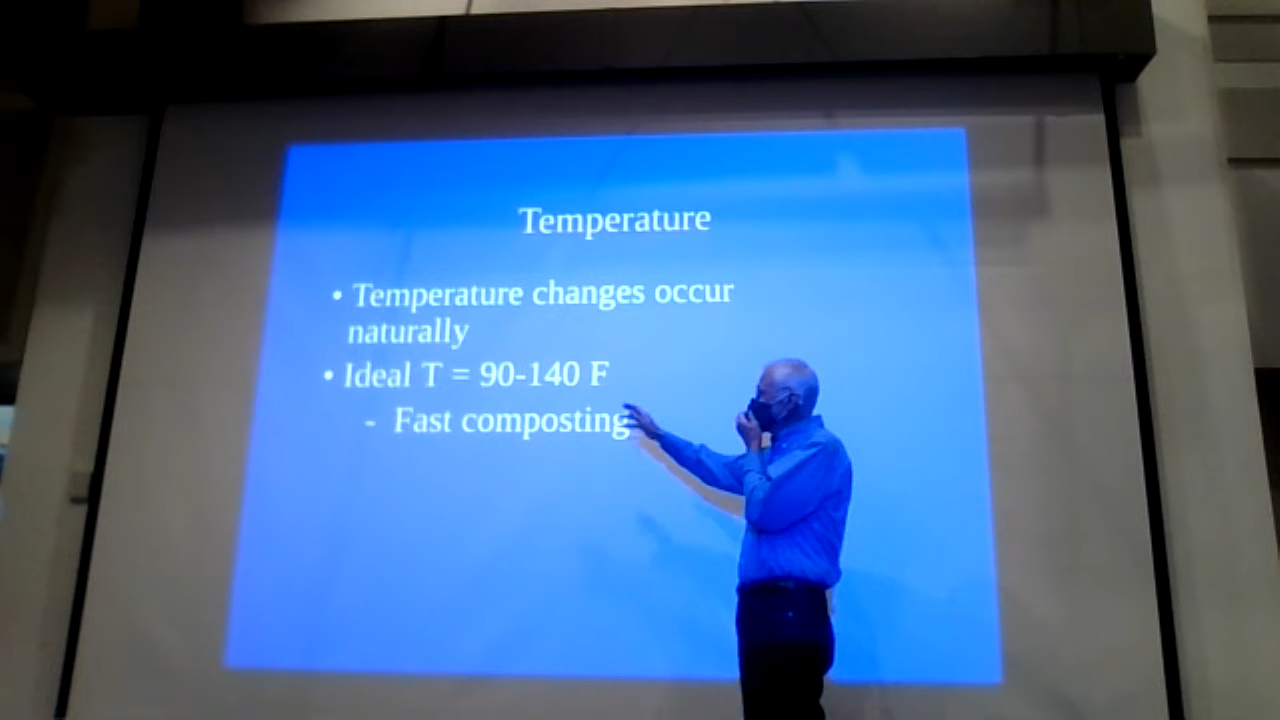 Temperature
• Temperature changes occur
naturally
• Ideal T = 90-140 F
- Fast composting